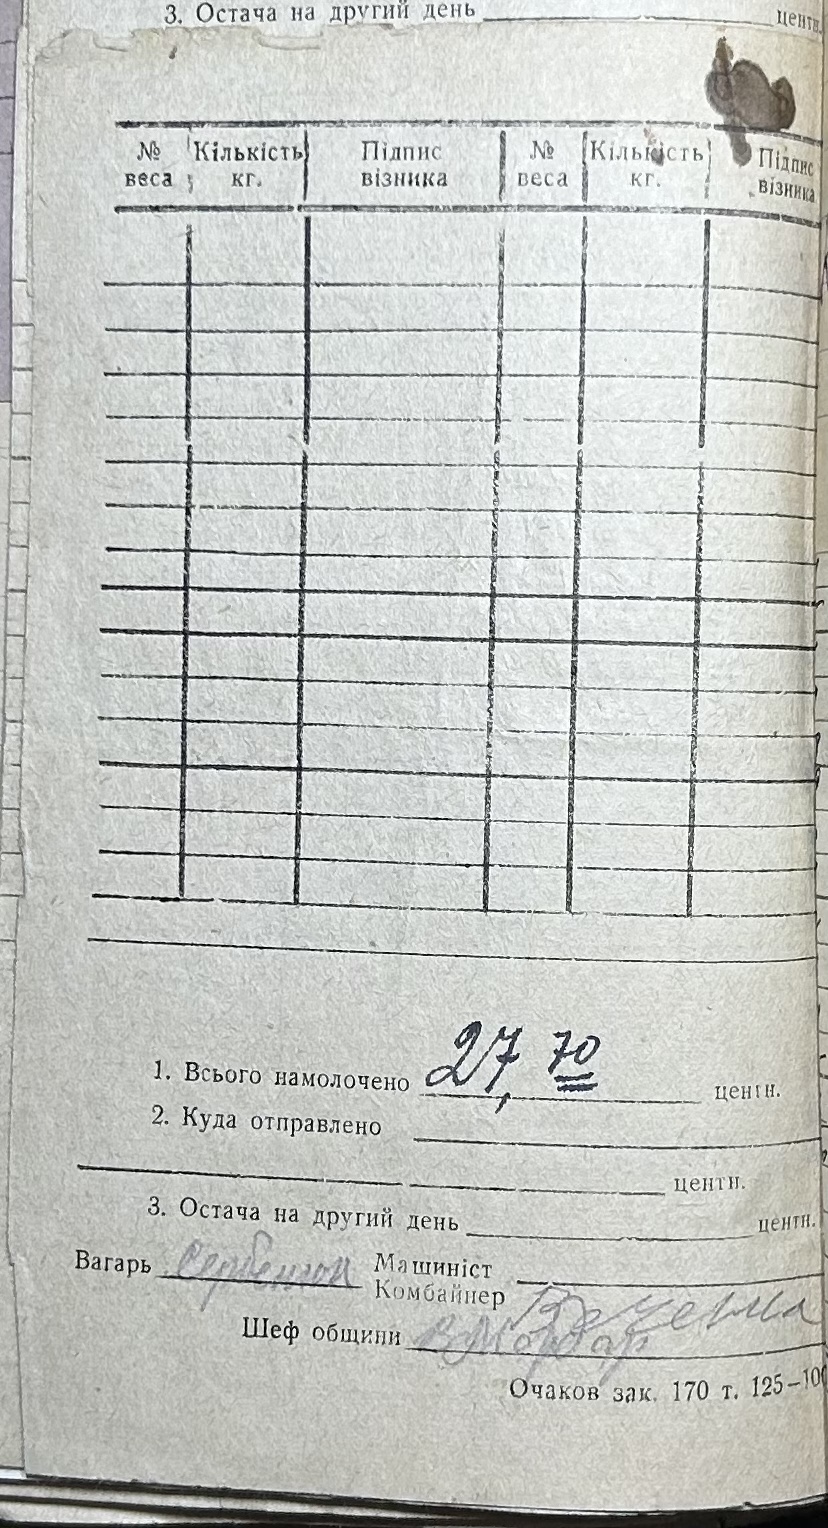 3. Остача на другий день центн.
№ веса Кількість кг. Підпис візника № веса Кількість кг. Підпис візника
1. Всього намолочено 27,70 центн.
2. Куда отправлено
центн.
3. Остача на другий день центн.
Вагарь Машиніст
Комбайнер
Шеф общини
Очаков зак. 170 т. 125–100